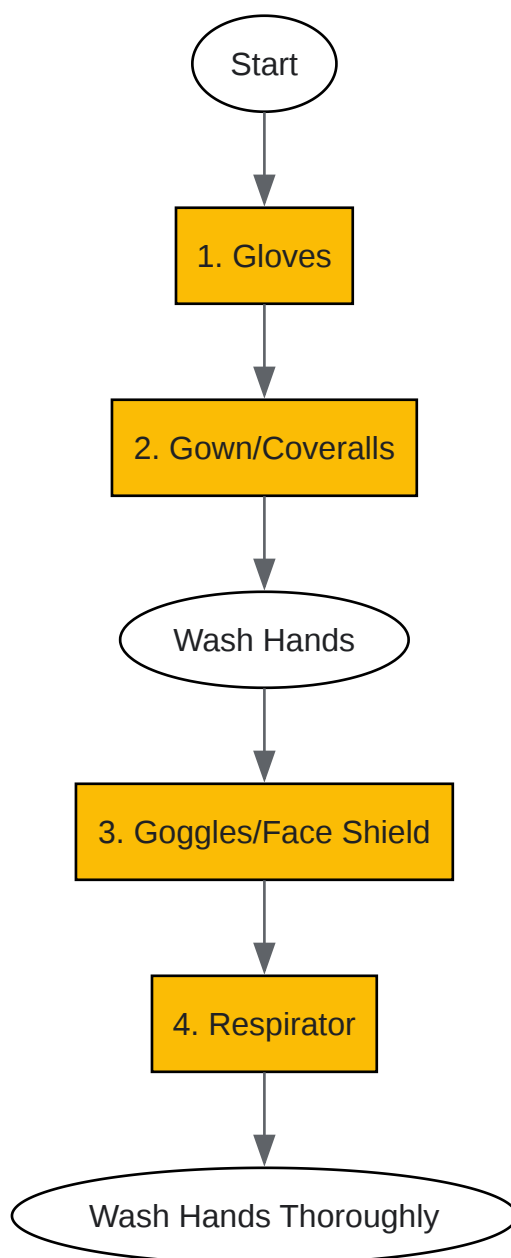 Start
1. Gloves
2. Gown/Coveralls
Wash Hands
3. Goggles/Face Shield
4. Respirator
Wash Hands Thoroughly